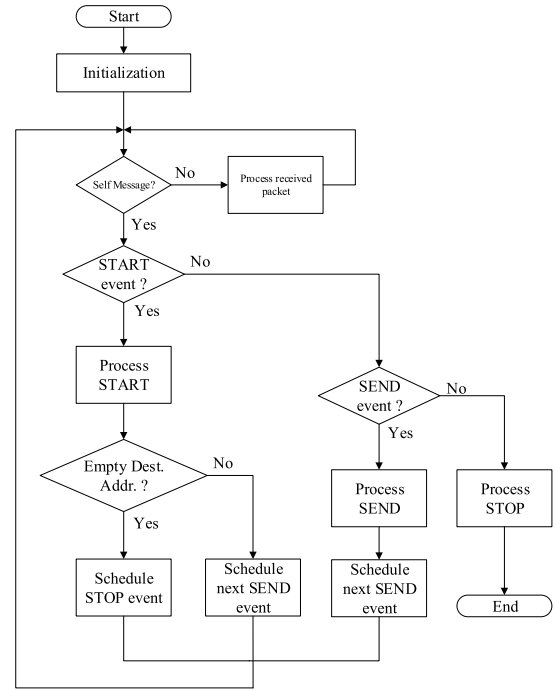 Start
Initialization
Self Message?
No
Process received
packet
Yes
START
event ?
No
Yes
Process
START
SEND
event ?
No
Yes
Empty Dest.
Addr. ?
No
Yes
Process
SEND
Process
STOP
Schedule
STOP event
Schedule
next SEND
event
Schedule
next SEND
event
End